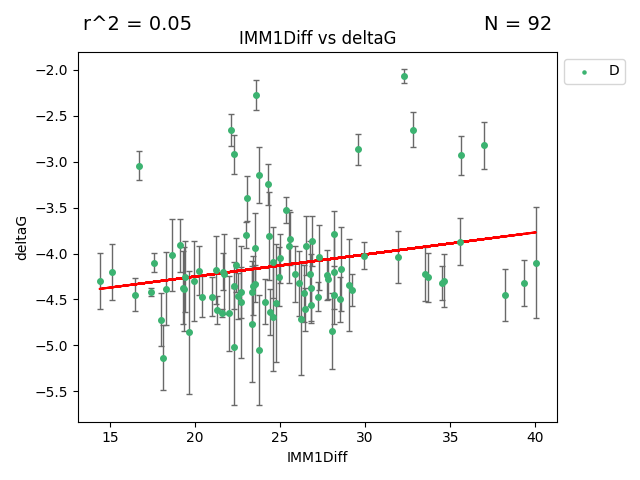 r^2 = 0.05
N = 92
IMM1Diff vs deltaG
D
deltaG
−2.0
−2.5
−3.0
−3.5
−4.0
−4.5
−5.0
−5.5
15 20 25 30 35 40
IMM1Diff